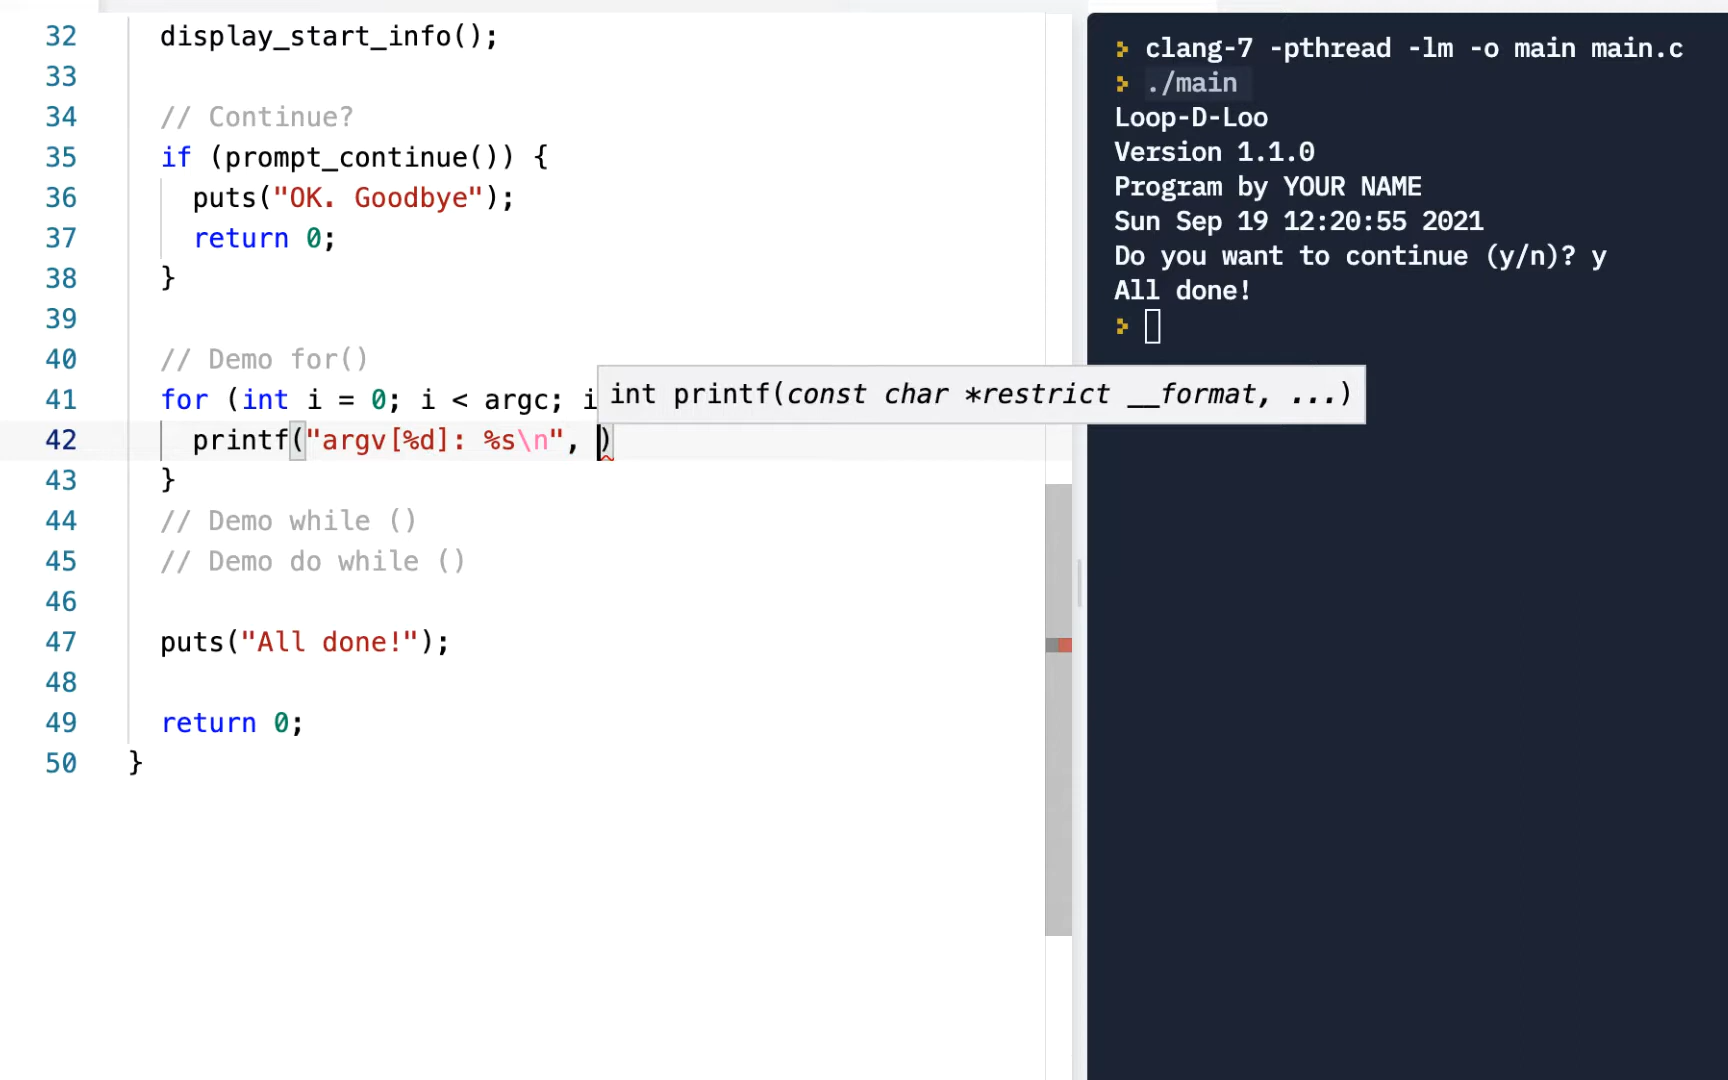 32 display_start_info();
33
34 // Continue?
35 if (prompt_continue()) {
36 puts("OK. Goodbye");
37 return 0;
38 }
39
40 // Demo for()
41 for (int i = 0; i < argc; i
int printf(const char *restrict __format, ...)
42 printf("argv[%d]: %s\n", )
43 }
44 // Demo while ()
45 // Demo do while ()
46
47 puts("All done!");
48
49 return 0;
50 }
clang-7 -pthread -lm -o main main.c
./main
Loop-D-Loo
Version 1.1.0
Program by YOUR NAME
Sun Sep 19 12:20:55 2021
Do you want to continue (y/n)? y
All done!